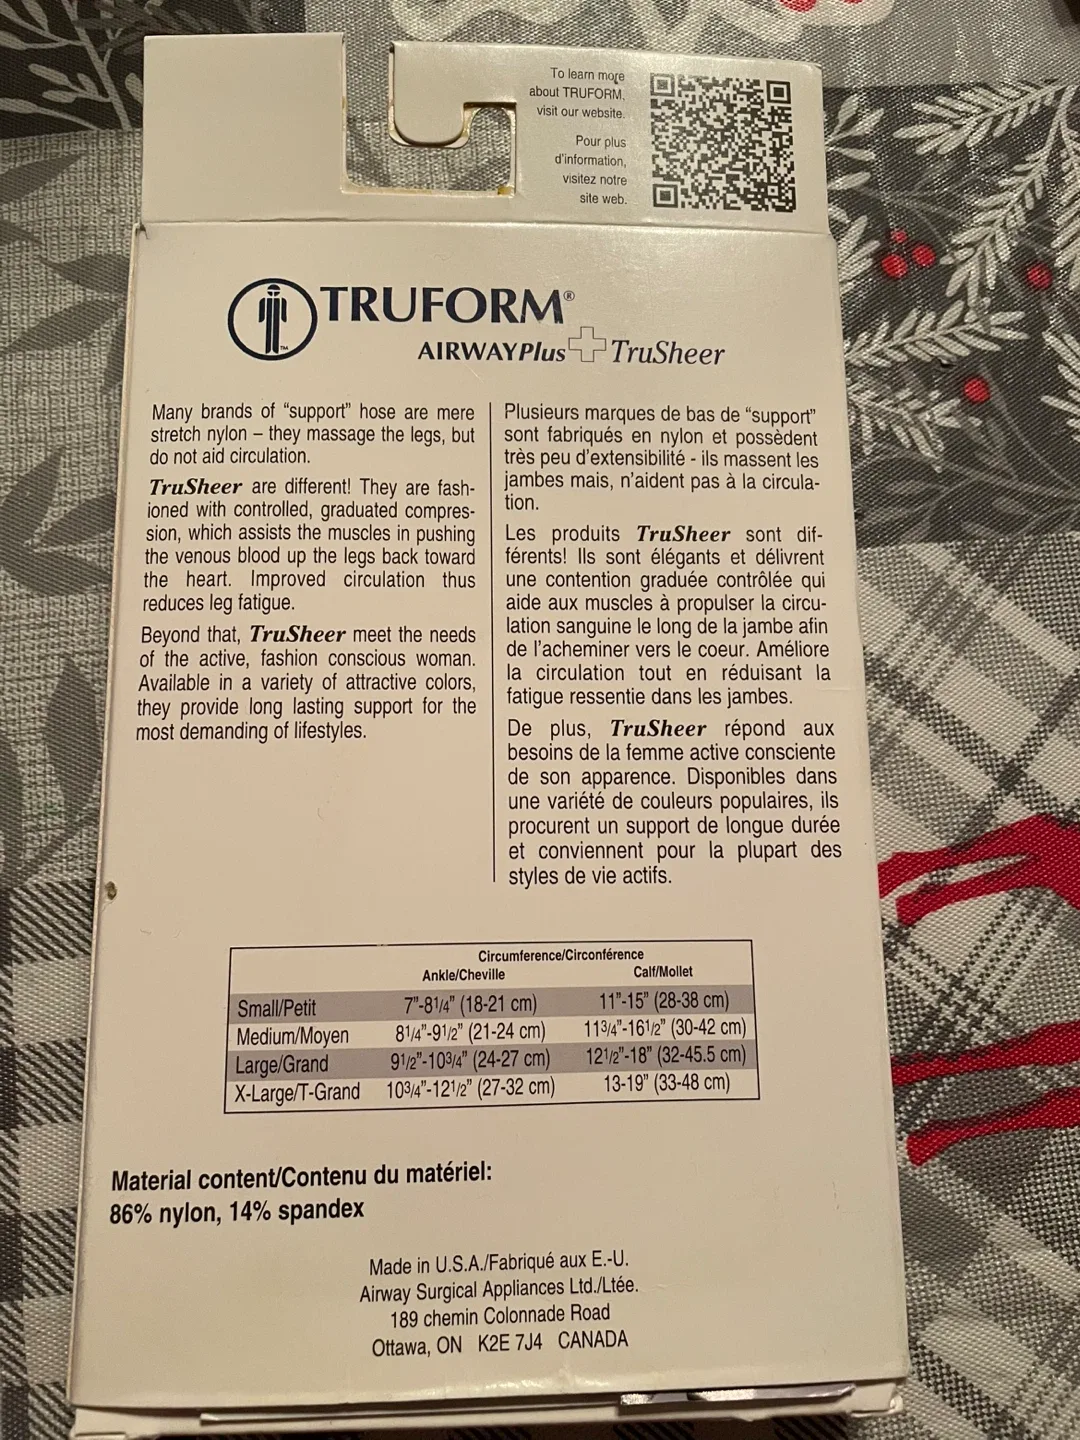 To learn more
about TRUFORM,
visit our website.
Pour plus
d'information,
visitez notre
site web.
TRUFORM®
TM
AIRWAYPlus TruSheer
Many brands of “support” hose are mere
stretch nylon – they massage the legs, but
do not aid circulation.
TruSheer are different! They are fash-
ioned with controlled, graduated compres-
sion, which assists the muscles in pushing
the venous blood up the legs back toward
the heart. Improved circulation thus
reduces leg fatigue.
Beyond that, TruSheer meet the needs
of the active, fashion conscious woman.
Available in a variety of attractive colors,
they provide long lasting support for the
most demanding of lifestyles.
Plusieurs marques de bas de “support”
sont fabriqués en nylon et possèdent
très peu d'extensibilité - ils massent les
jambes mais, n'aident pas à la circula-
tion.
Les produits TruSheer sont dif-
férents! Ils sont élégants et délivrent
une contention graduée contrôlée qui
aide aux muscles à propulser la circu-
lation sanguine le long de la jambe afin
de l'acheminer vers le coeur. Améliore
la circulation tout en réduisant la
fatigue ressentie dans les jambes.
De plus, TruSheer répond aux
besoins de la femme active consciente
de son apparence. Disponibles dans
une variété de couleurs populaires, ils
procurent un support de longue durée
et conviennent pour la plupart des
styles de vie actifs.
Circumference/Circonférence
Ankle/Cheville Calf/Mollet
Small/Petit 7”-81/4” (18-21 cm) 11”-15” (28-38 cm)
Medium/Moyen 81/4”-91/2” (21-24 cm) 113/4”-161/2” (30-42 cm)
Large/Grand 91/2”-103/4” (24-27 cm) 121/2”-18” (32-45.5 cm)
X-Large/T-Grand 103/4”-121/2” (27-32 cm) 13-19” (33-48 cm)
Material content/Contenu du matériel:
86% nylon, 14% spandex
Made in U.S.A./Fabriqué aux E.-U.
Airway Surgical Appliances Ltd./Ltée.
189 chemin Colonnade Road
Ottawa, ON K2E 7J4 CANADA